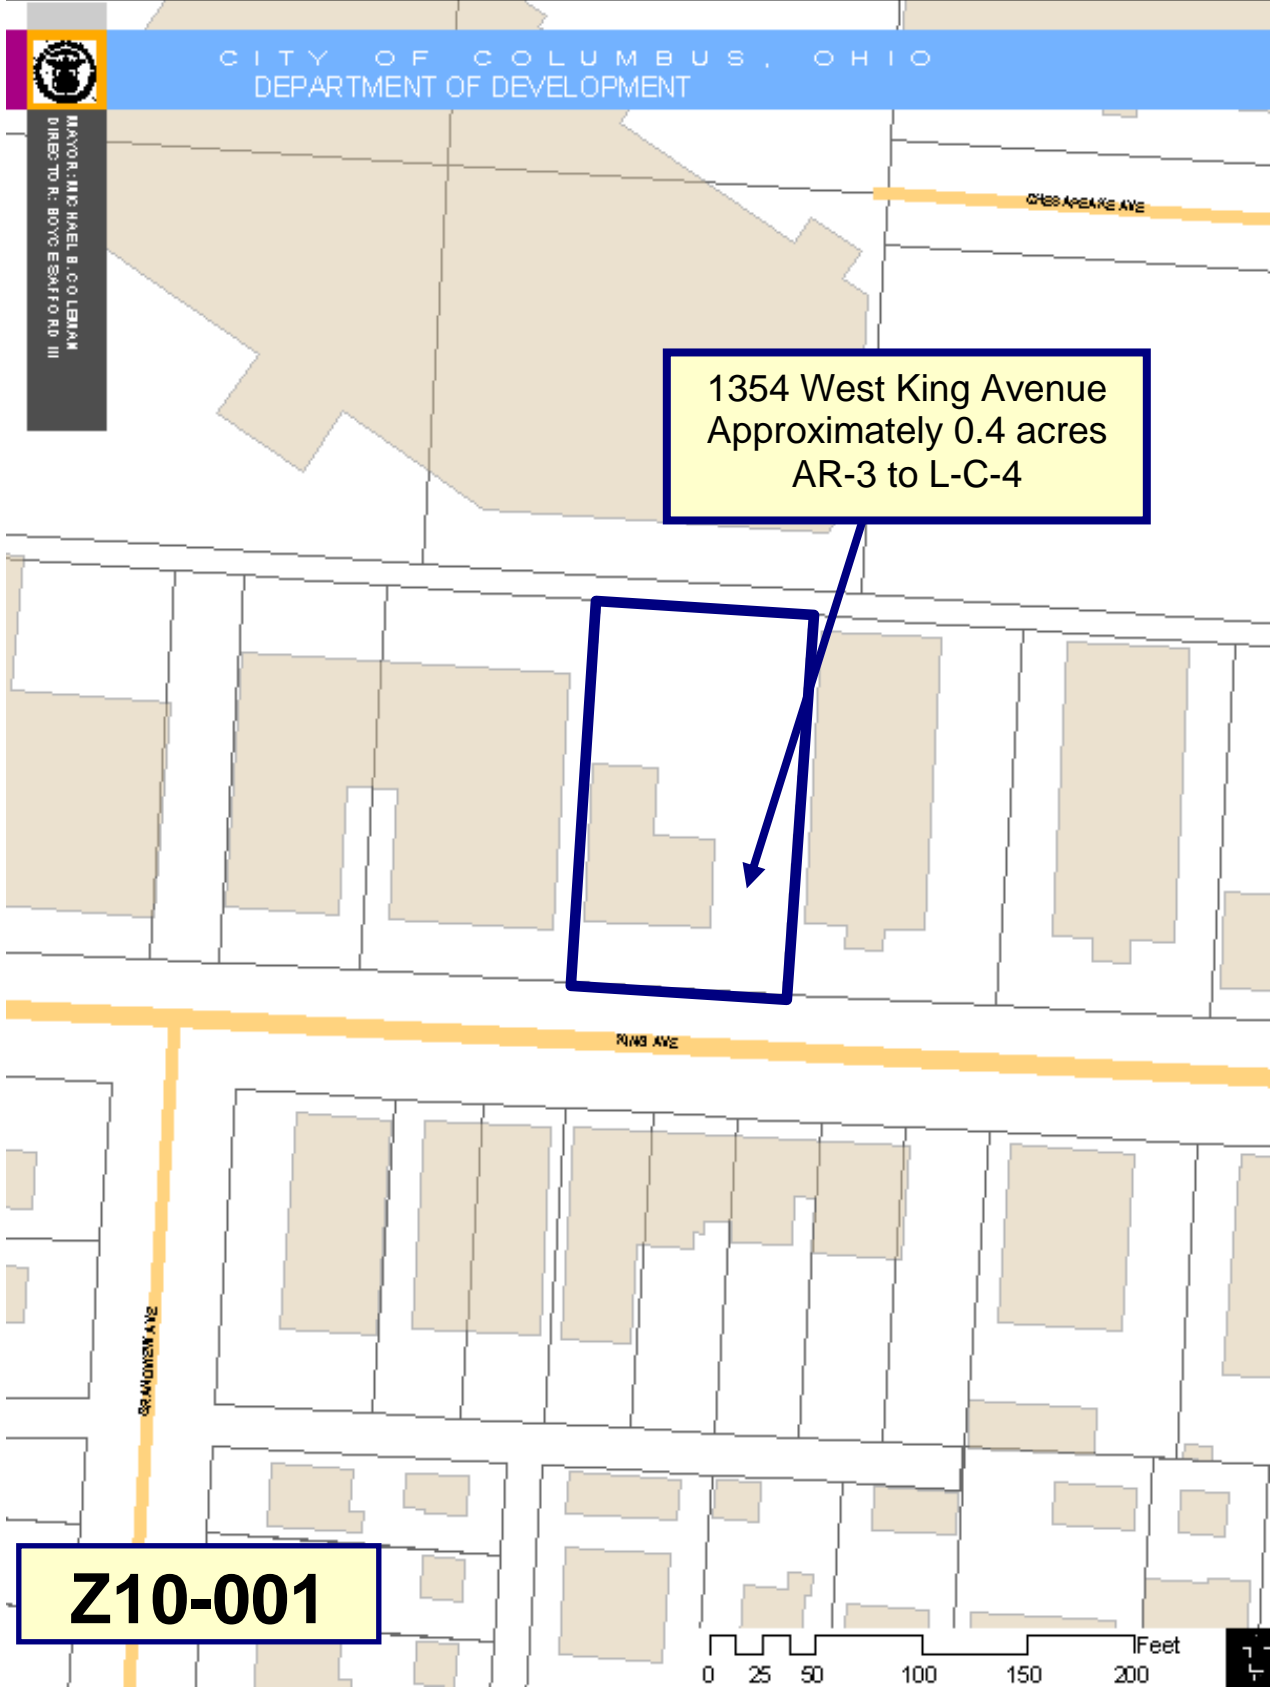 CITY OF COLUMBUS, OHIO
DEPARTMENT OF DEVELOPMENT
MAYOR: MICHAEL B. COLEMAN
DIRECTOR: BOYCE SAFFORD III
CHESAPEAKE AVE
1354 West King Avenue
Approximately 0.4 acres
AR-3 to L-C-4
KING AVE
GRANDVIEW AVE
Z10-001
Feet
0 25 50 100 150 200